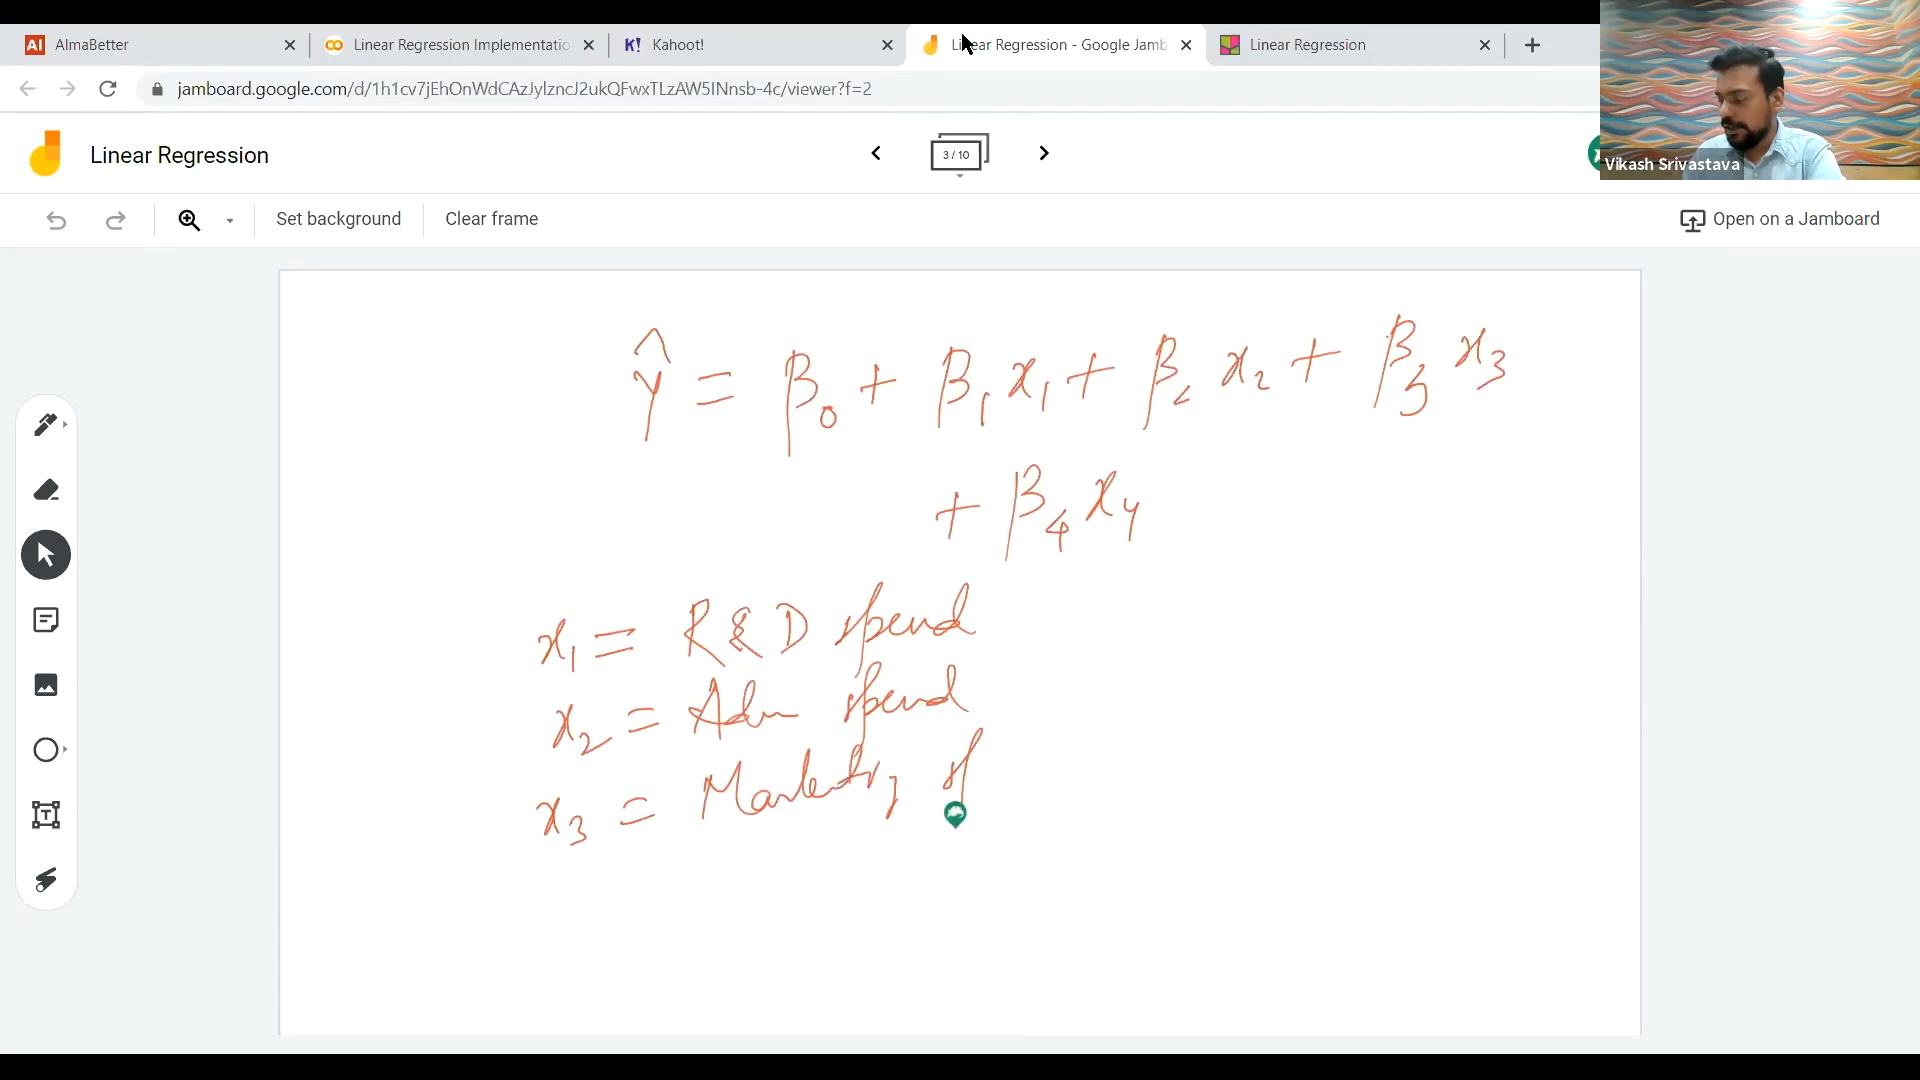 AlmaBetter
Linear Regression Implementatio
Kahoot!
Linear Regression - Google Jamb
Linear Regression
jamboard.google.com/d/1h1cv7jEhOnWdCAzJylzncJ2ukQFwxTLzAW5INnsb-4c/viewer?f=2
Linear Regression
3 / 10
Vikash Srivastava
Set background
Clear frame
Open on a Jamboard
Ŷ = β₀ + β₁x₁ + β₂x₂ + β₃x₃
+ β₄x₄
x₁ = R&D spend
x₂ = Adm spend
x₃ = Marketing